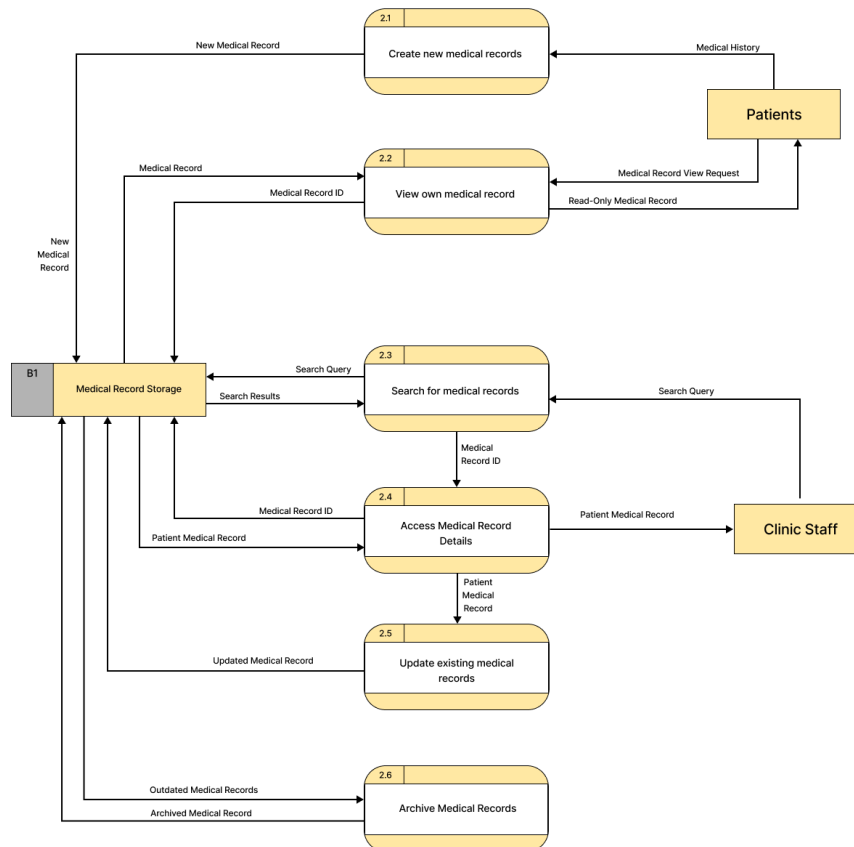 2.1
New Medical Record
Create new medical records
Medical History
Patients
2.2
Medical Record
Medical Record View Request
Medical Record ID
View own medical record
Read-Only Medical Record
New
Medical
Record
2.3
B1
Medical Record Storage
Search Query
Search for medical records
Search Query
Search Results
Medical
Record ID
2.4
Medical Record ID
Access Medical Record
Details
Patient Medical Record
Clinic Staff
Patient Medical Record
Patient
Medical
Record
2.5
Updated Medical Record
Update existing medical
records
2.6
Outdated Medical Records
Archive Medical Records
Archived Medical Record